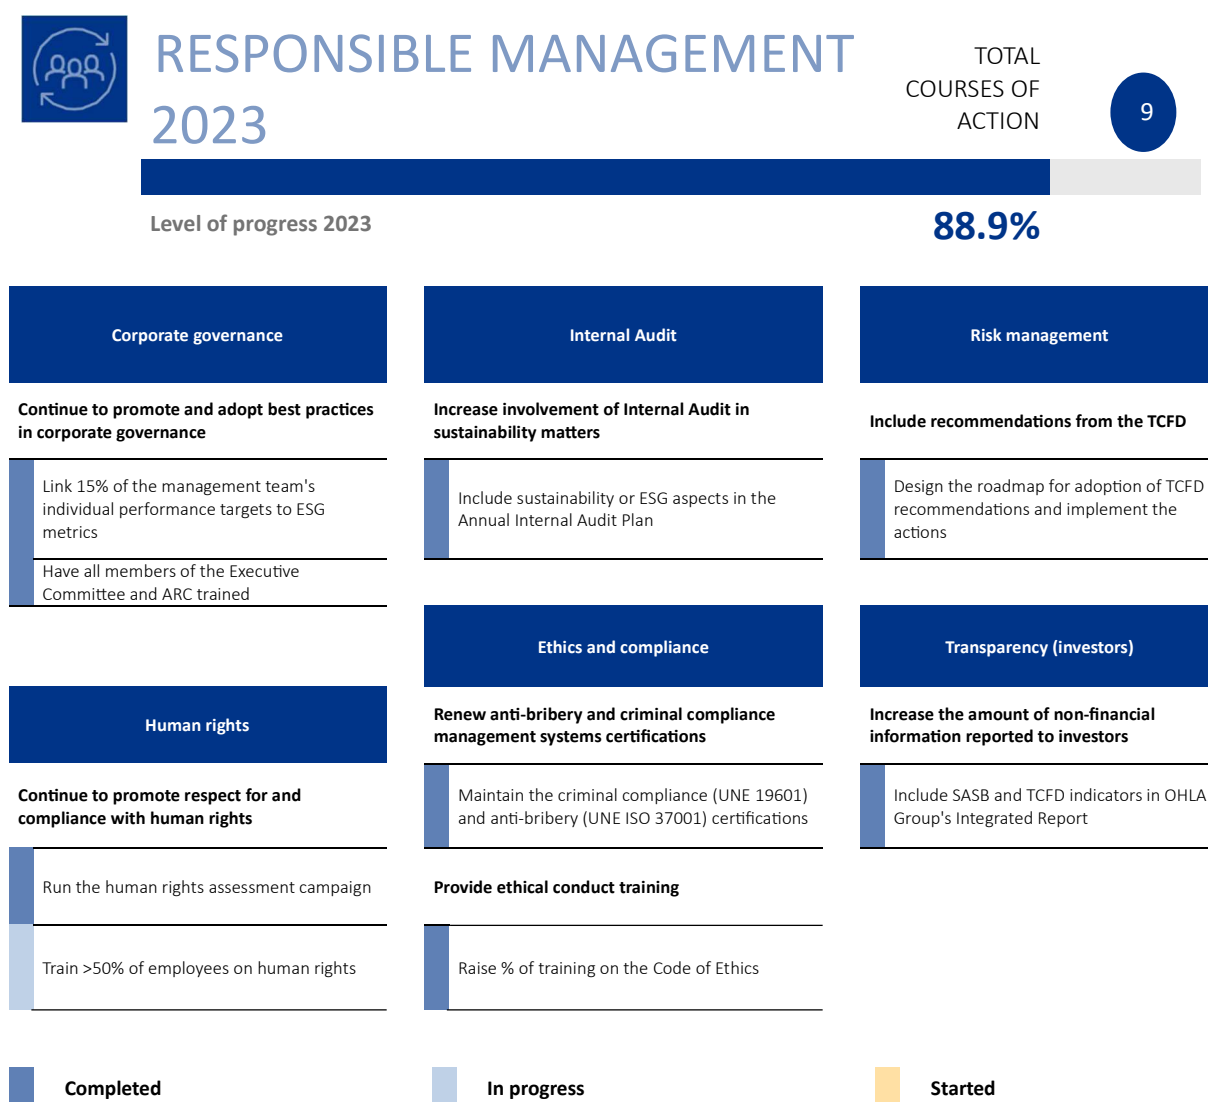 RESPONSIBLE MANAGEMENT
2023
TOTAL
COURSES OF
ACTION
9
Level of progress 2023
88.9%
Corporate governance
Continue to promote and adopt best practices
in corporate governance
Link 15% of the management team's
individual performance targets to ESG
metrics
Have all members of the Executive
Committee and ARC trained
Human rights
Continue to promote respect for and
compliance with human rights
Run the human rights assessment campaign
Train >50% of employees on human rights
Internal Audit
Increase involvement of Internal Audit in
sustainability matters
Include sustainability or ESG aspects in the
Annual Internal Audit Plan
Ethics and compliance
Renew anti-bribery and criminal compliance
management systems certifications
Maintain the criminal compliance (UNE 19601)
and anti-bribery (UNE ISO 37001) certifications
Provide ethical conduct training
Raise % of training on the Code of Ethics
Risk management
Include recommendations from the TCFD
Design the roadmap for adoption of TCFD
recommendations and implement the
actions
Transparency (investors)
Increase the amount of non-financial
information reported to investors
Include SASB and TCFD indicators in OHLA
Group's Integrated Report
Completed
In progress
Started